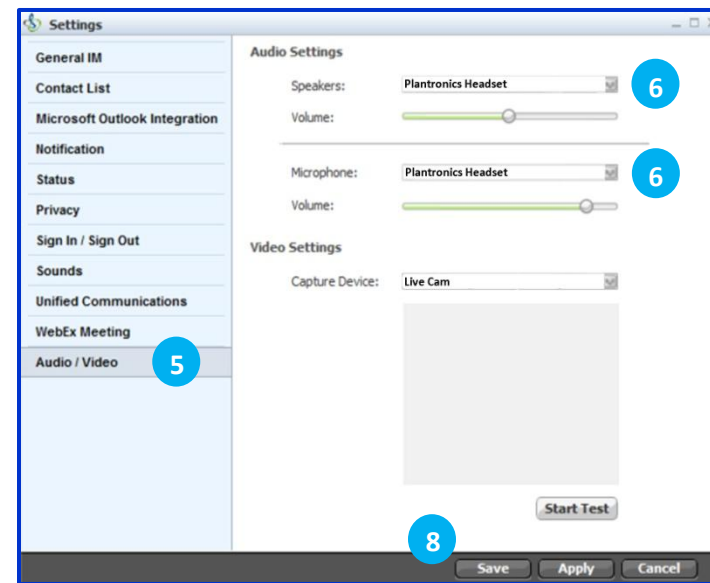 Settings
General IM
Contact List
Microsoft Outlook Integration
Notification
Status
Privacy
Sign In / Sign Out
Sounds
Unified Communications
WebEx Meeting
Audio / Video
5
Audio Settings
Speakers: Plantronics Headset 6
Volume:
Microphone: Plantronics Headset 6
Volume:
Video Settings
Capture Device: Live Cam
Start Test
8
Save Apply Cancel